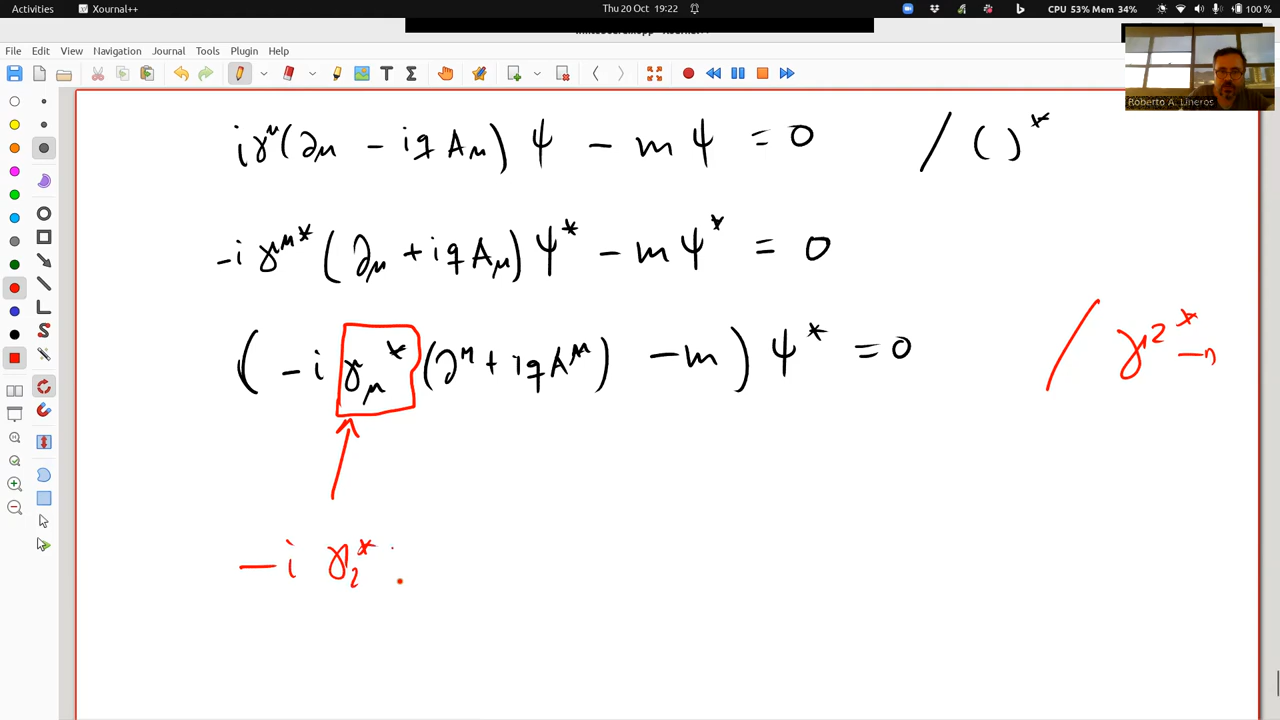 Activities Xournal++ Thu 20 Oct 19:22 CPU 53% Mem 34% 100 %
File Edit View Navigation Journal Tools Plugin Help
Roberto A. Lineros
iγ^μ(∂_μ − iqA_μ)ψ − mψ = 0 / ( )^*
−iγ^{μ*}(∂_μ + iqA_μ)ψ^* − mψ^* = 0
(−iγ_μ^*(∂^μ + iqA^μ) − m)ψ^* = 0 / γ^{2*}
−iγ_2^*